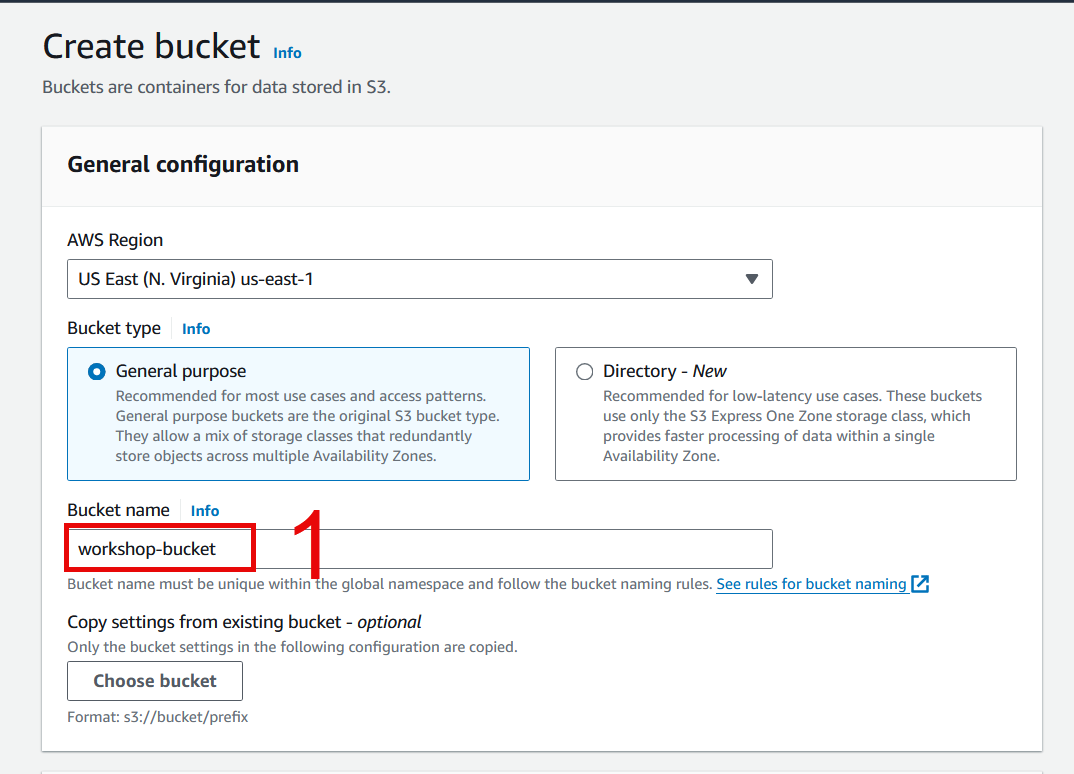 Create bucket Info
Buckets are containers for data stored in S3.
General configuration
AWS Region
US East (N. Virginia) us-east-1
Bucket type Info
General purpose
Recommended for most use cases and access patterns.
General purpose buckets are the original S3 bucket type.
They allow a mix of storage classes that redundantly
store objects across multiple Availability Zones.
Directory - New
Recommended for low-latency use cases. These buckets
use only the S3 Express One Zone storage class, which
provides faster processing of data within a single
Availability Zone.
Bucket name Info
workshop-bucket
1
Bucket name must be unique within the global namespace and follow the bucket naming rules. See rules for bucket naming
Copy settings from existing bucket - optional
Only the bucket settings in the following configuration are copied.
Choose bucket
Format: s3://bucket/prefix